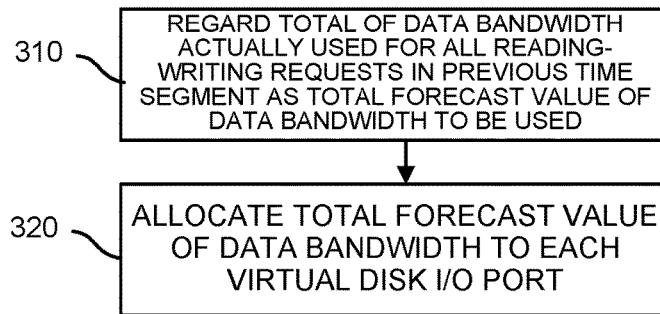 310
REGARD TOTAL OF DATA BANDWIDTH
ACTUALLY USED FOR ALL READING-
WRITING REQUESTS IN PREVIOUS TIME
SEGMENT AS TOTAL FORECAST VALUE OF
DATA BANDWIDTH TO BE USED
320
ALLOCATE TOTAL FORECAST VALUE
OF DATA BANDWIDTH TO EACH
VIRTUAL DISK I/O PORT